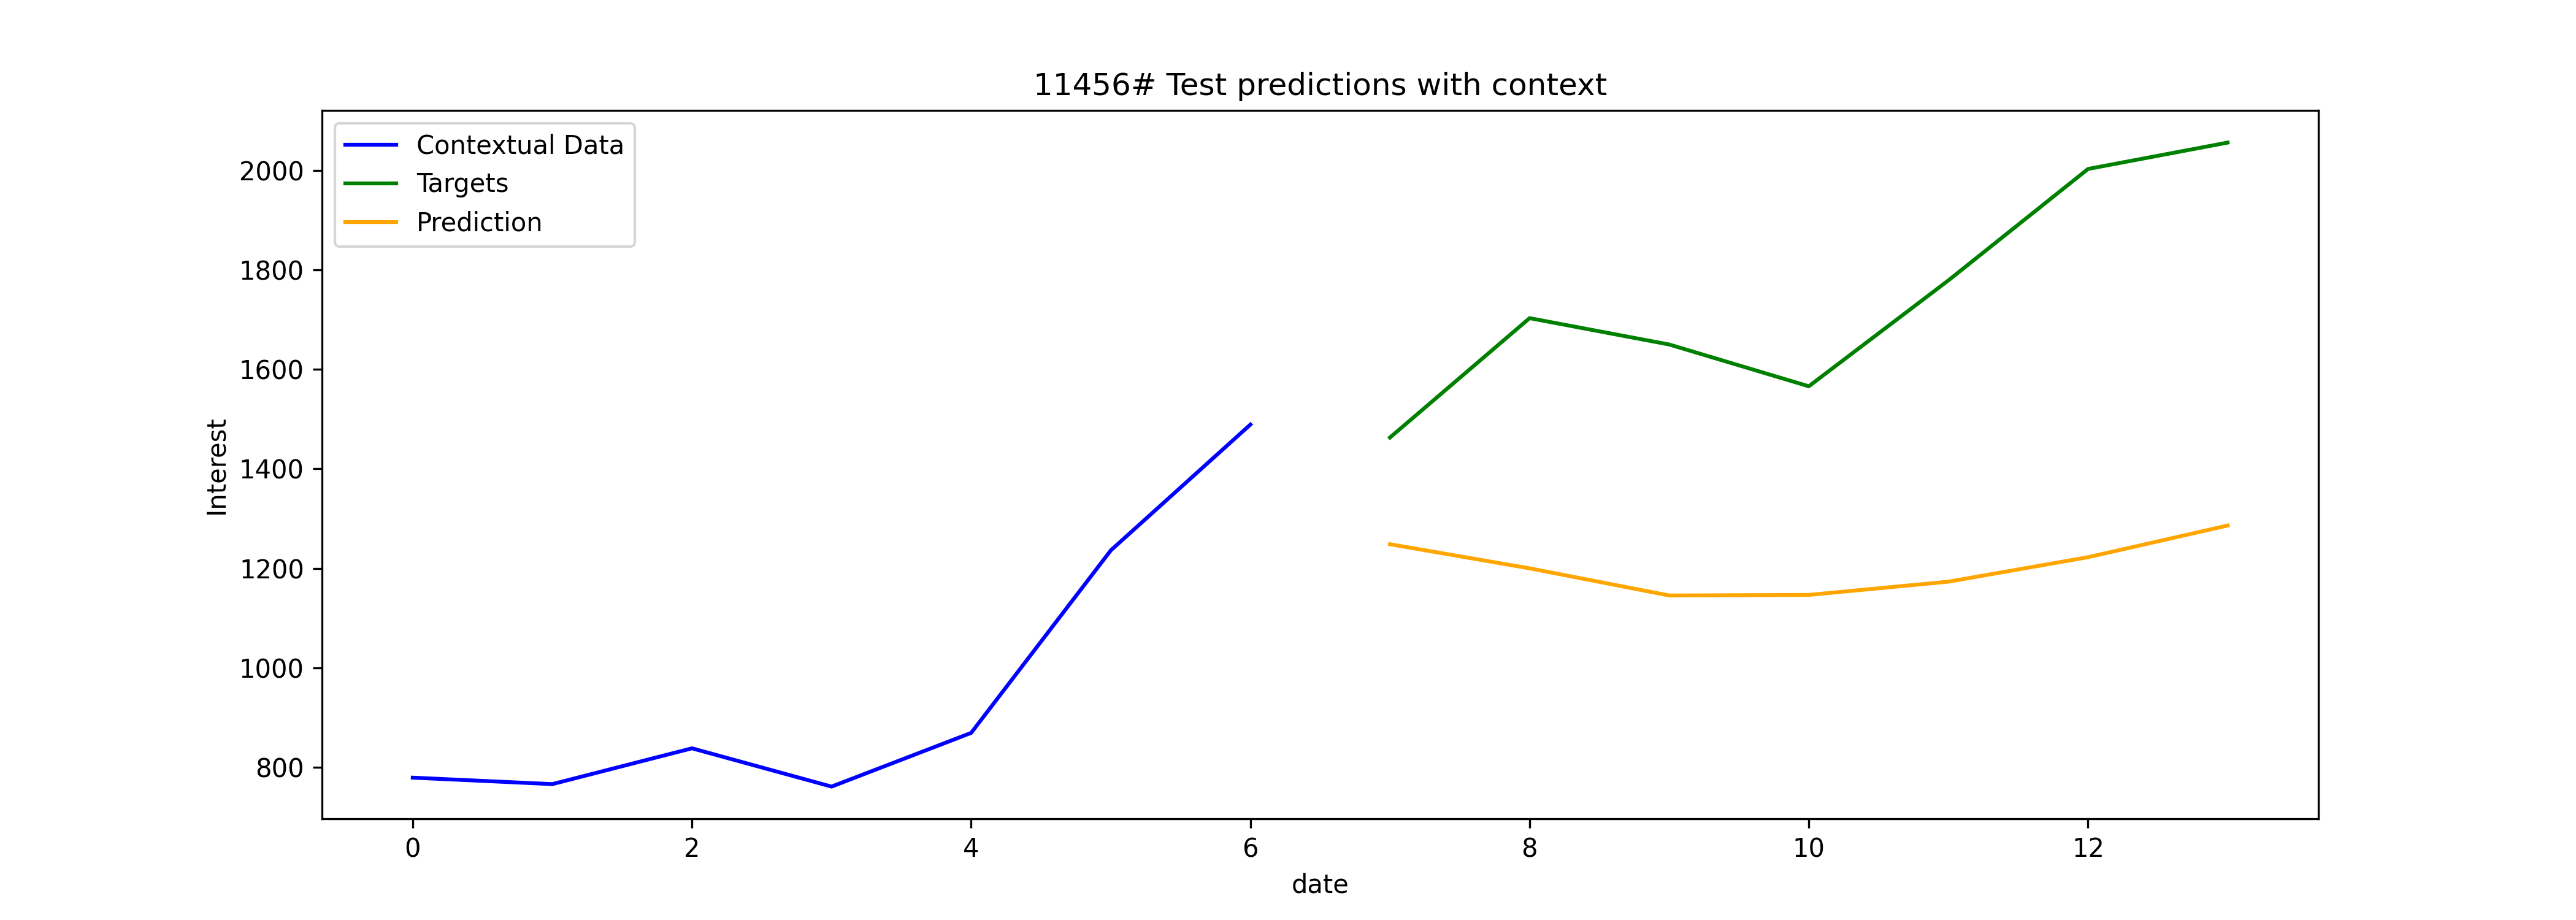 11456# Test predictions with context
Contextual Data
Targets
Prediction
2000
1800
1600
1400
1200
1000
800
Interest
0 2 4 6 8 10 12
date